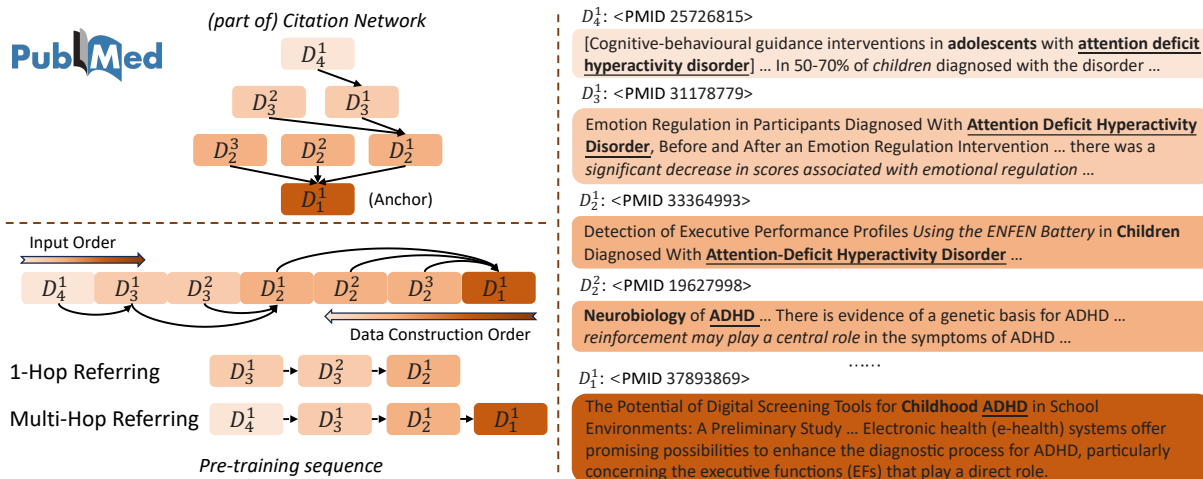 PubMed
(part of) Citation Network
D_4^1
D_3^2 D_3^1
D_2^3 D_2^2 D_2^1
D_1^1 (Anchor)
Input Order
D_4^1 D_3^1 D_3^2 D_2^1 D_2^2 D_2^3 D_1^1
Data Construction Order
1-Hop Referring D_3^1 D_3^2 D_2^1
Multi-Hop Referring D_4^1 D_3^1 D_2^1 D_1^1
Pre-training sequence
D_4^1: <PMID 25726815>
[Cognitive-behavioural guidance interventions in adolescents with attention deficit
hyperactivity disorder] ... In 50-70% of children diagnosed with the disorder ...
D_3^1: <PMID 31178779>
Emotion Regulation in Participants Diagnosed With Attention Deficit Hyperactivity
Disorder, Before and After an Emotion Regulation Intervention ... there was a
significant decrease in scores associated with emotional regulation ...
D_2^1: <PMID 33364993>
Detection of Executive Performance Profiles Using the ENFEN Battery in Children
Diagnosed With Attention-Deficit Hyperactivity Disorder ...
D_2^2: <PMID 19627998>
Neurobiology of ADHD ... There is evidence of a genetic basis for ADHD ...
reinforcement may play a central role in the symptoms of ADHD ...
......
D_1^1: <PMID 37893869>
The Potential of Digital Screening Tools for Childhood ADHD in School
Environments: A Preliminary Study ... Electronic health (e-health) systems offer
promising possibilities to enhance the diagnostic process for ADHD, particularly
concerning the executive functions (EFs) that play a direct role.